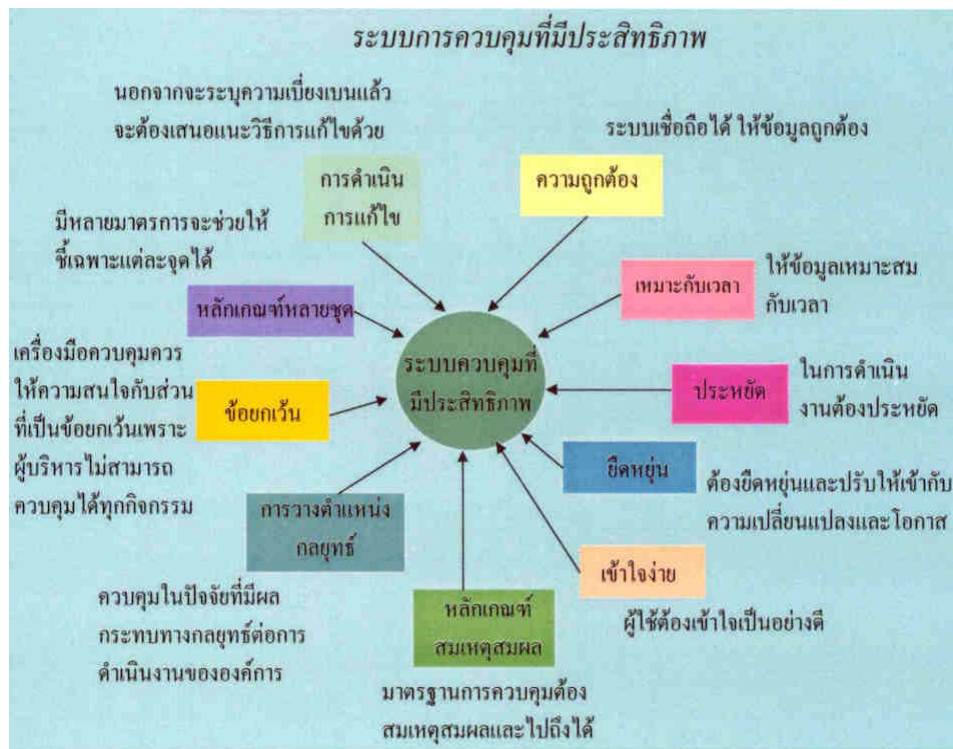 ระบบการควบคุมที่มีประสิทธิภาพ
นอกจากจะระบุความเบี่ยงเบนแล้ว
จะต้องเสนอแนะวิธีการแก้ไขด้วย
การดำเนิน
การแก้ไข
ระบบเชื่อถือได้ ให้ข้อมูลถูกต้อง
ความถูกต้อง
มีหลายมาตรการจะช่วยให้
ชี้เฉพาะแต่ละจุดได้
หลักเกณฑ์หลายชุด
ให้ข้อมูลเหมาะสม
กับเวลา
เหมาะกับเวลา
ระบบควบคุมที่
มีประสิทธิภาพ
เครื่องมือควบคุมควร
ให้ความสนใจกับส่วน
ที่เป็นข้อยกเว้นเพราะ
ผู้บริหารไม่สามารถ
ควบคุมได้ทุกกิจกรรม
ข้อยกเว้น
ประหยัด
ในการดำเนิน
งานต้องประหยัด
ยืดหยุ่น
ต้องยืดหยุ่นและปรับให้เข้ากับ
ความเปลี่ยนแปลงและโอกาส
การวางตำแหน่ง
กลยุทธ์
ควบคุมในปัจจัยที่มีผล
กระทบทางกลยุทธ์ต่อการ
ดำเนินงานขององค์การ
เข้าใจง่าย
ผู้ใช้ต้องเข้าใจเป็นอย่างดี
หลักเกณฑ์
สมเหตุสมผล
มาตรฐานการควบคุมต้อง
สมเหตุสมผลและไปถึงได้